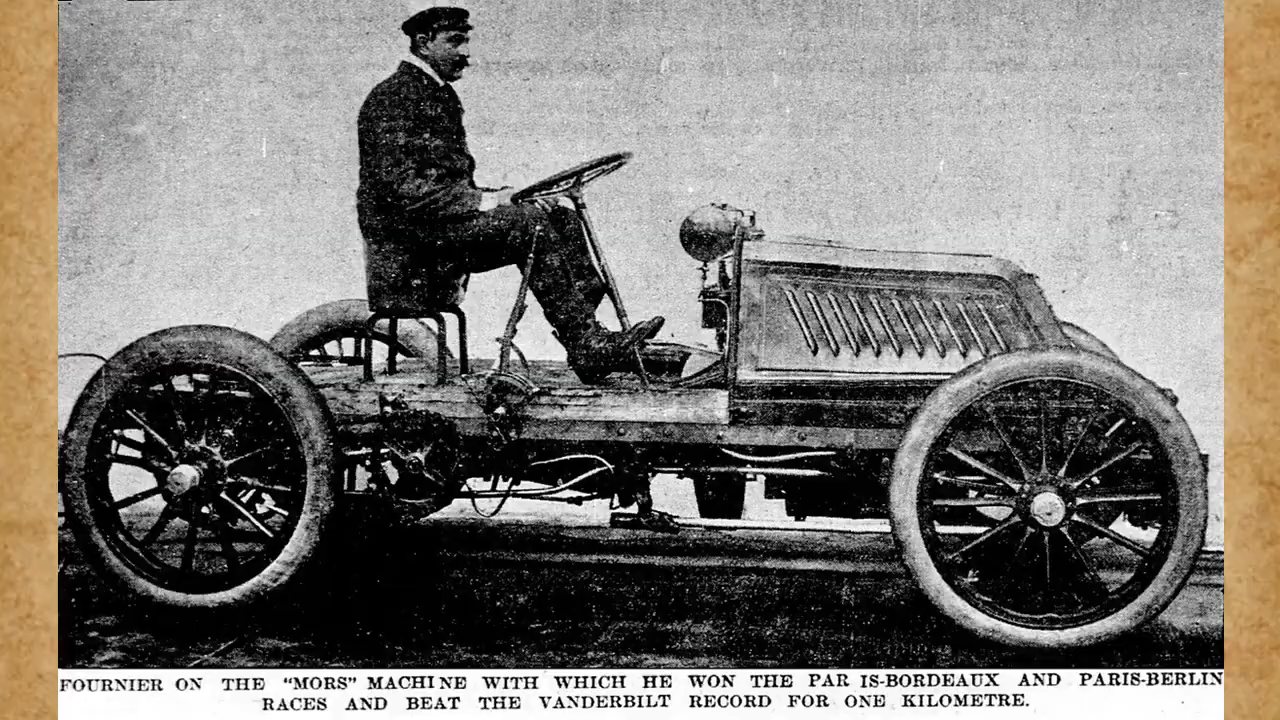 FOURNIER ON THE “MORS” MACHINE WITH WHICH HE WON THE PAR IS-BORDEAUX AND PARIS-BERLIN
RACES AND BEAT THE VANDERBILT RECORD FOR ONE KILOMETRE.